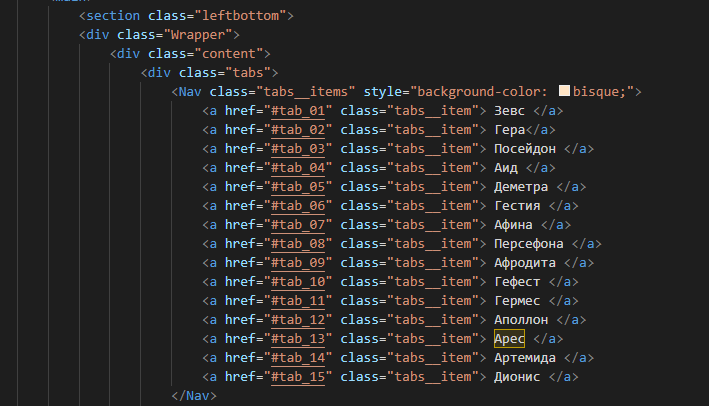 <section class="leftbottom">
<div class="Wrapper">
<div class="content">
<div class="tabs">
<Nav class="tabs__items" style="background-color: bisque;">
<a href="#tab_01" class="tabs__item"> Зевс </a>
<a href="#tab_02" class="tabs__item"> Гера</a>
<a href="#tab_03" class="tabs__item"> Посейдон </a>
<a href="#tab_04" class="tabs__item"> Аид </a>
<a href="#tab_05" class="tabs__item"> Деметра </a>
<a href="#tab_06" class="tabs__item"> Гестия </a>
<a href="#tab_07" class="tabs__item"> Афина </a>
<a href="#tab_08" class="tabs__item"> Персефона </a>
<a href="#tab_09" class="tabs__item"> Афродита </a>
<a href="#tab_10" class="tabs__item"> Гефест </a>
<a href="#tab_11" class="tabs__item"> Гермес </a>
<a href="#tab_12" class="tabs__item"> Аполлон </a>
<a href="#tab_13" class="tabs__item"> Арес </a>
<a href="#tab_14" class="tabs__item"> Артемида </a>
<a href="#tab_15" class="tabs__item"> Дионис </a>
</Nav>